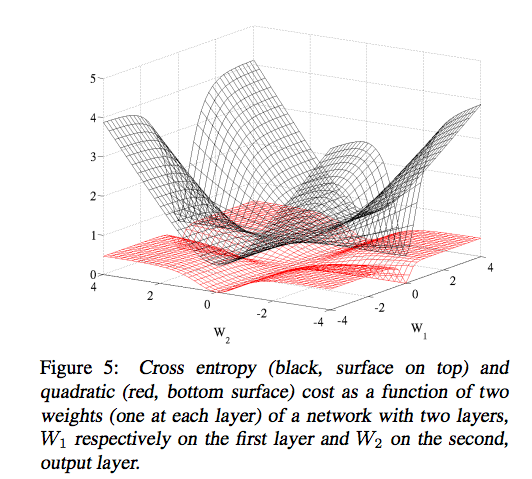 5
4
3
2
1
0
4
2
0
-2
-4
-4
-2
0
2
4
W2
W1
Figure 5: Cross entropy (black, surface on top) and
quadratic (red, bottom surface) cost as a function of two
weights (one at each layer) of a network with two layers,
W1 respectively on the first layer and W2 on the second,
output layer.